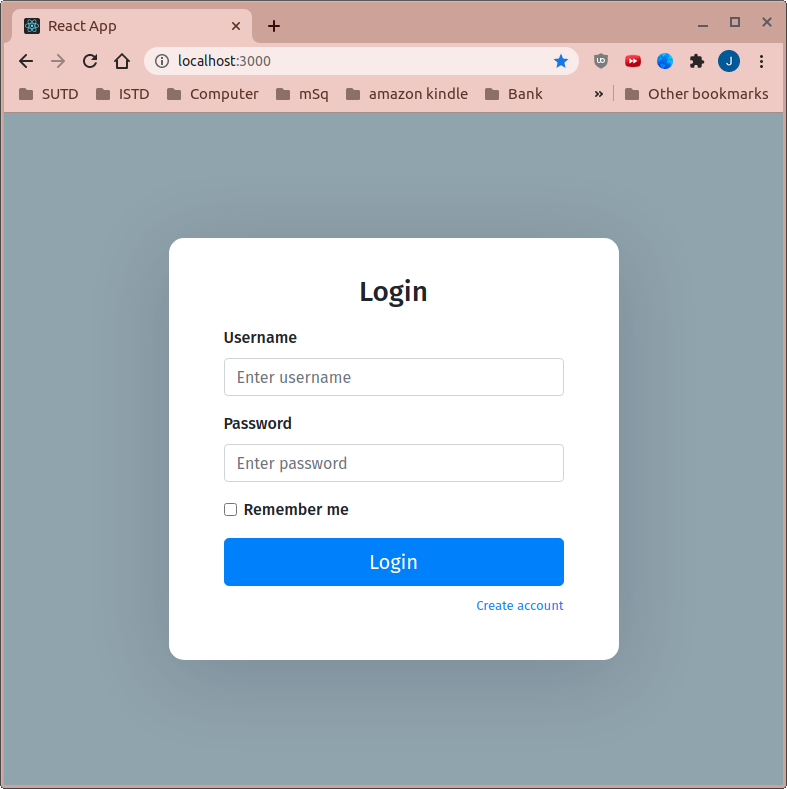 React App
localhost:3000
UD
J
SUTD ISTD Computer mSq amazon kindle Bank » Other bookmarks
Login
Username
Enter username
Password
Enter password
Remember me
Login
Create account